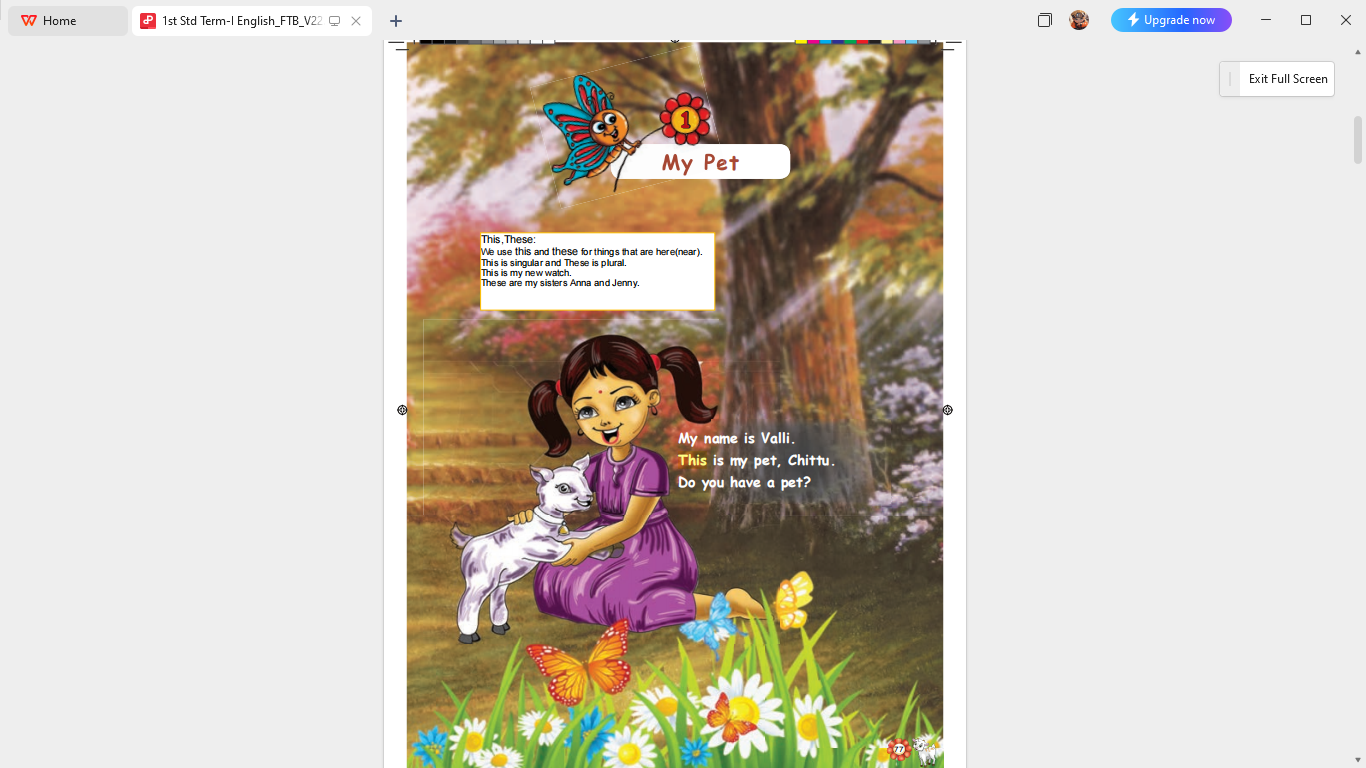 Home
1st Std Term-I English_FTB_V22
Upgrade now
Exit Full Screen
1
My Pet
This,These:
We use this and these for things that are here(near).
This is singular and These is plural.
This is my new watch.
These are my sisters Anna and Jenny.
My name is Valli.
This is my pet, Chittu.
Do you have a pet?
77